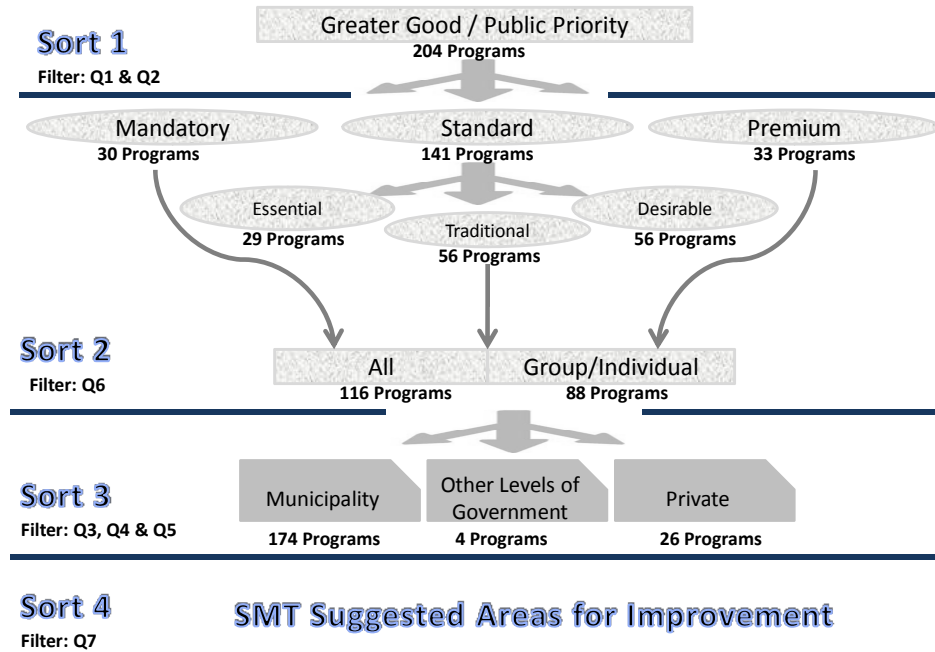 Greater Good / Public Priority
204 Programs
Sort 1
Filter: Q1 & Q2
Mandatory
30 Programs
Standard
141 Programs
Premium
33 Programs
Essential
29 Programs
Traditional
56 Programs
Desirable
56 Programs
Sort 2
Filter: Q6
All
116 Programs
Group/Individual
88 Programs
Sort 3
Filter: Q3, Q4 & Q5
Municipality
174 Programs
Other Levels of
Government
4 Programs
Private
26 Programs
Sort 4
Filter: Q7
SMT Suggested Areas for Improvement